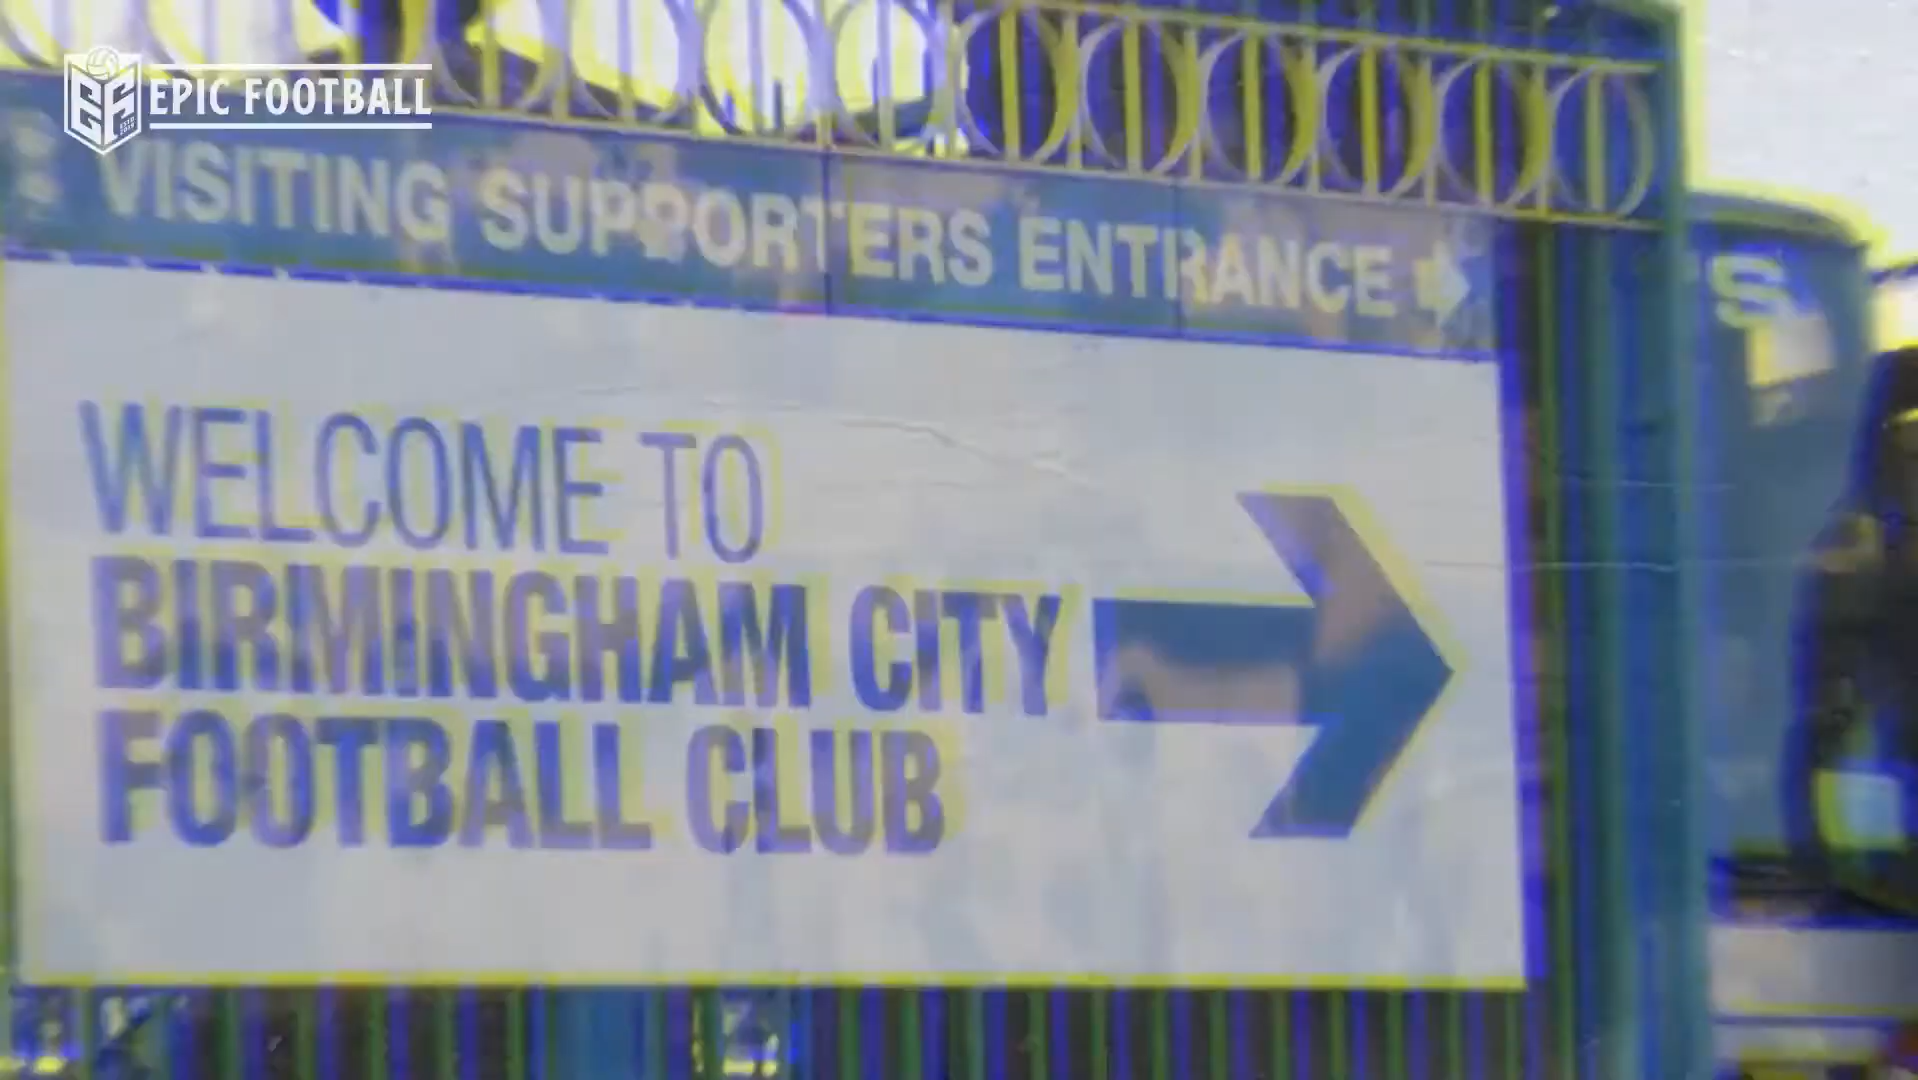 EPIC FOOTBALL
VISITING SUPPORTERS ENTRANCE
S
WELCOME TO
BIRMINGHAM CITY
FOOTBALL CLUB